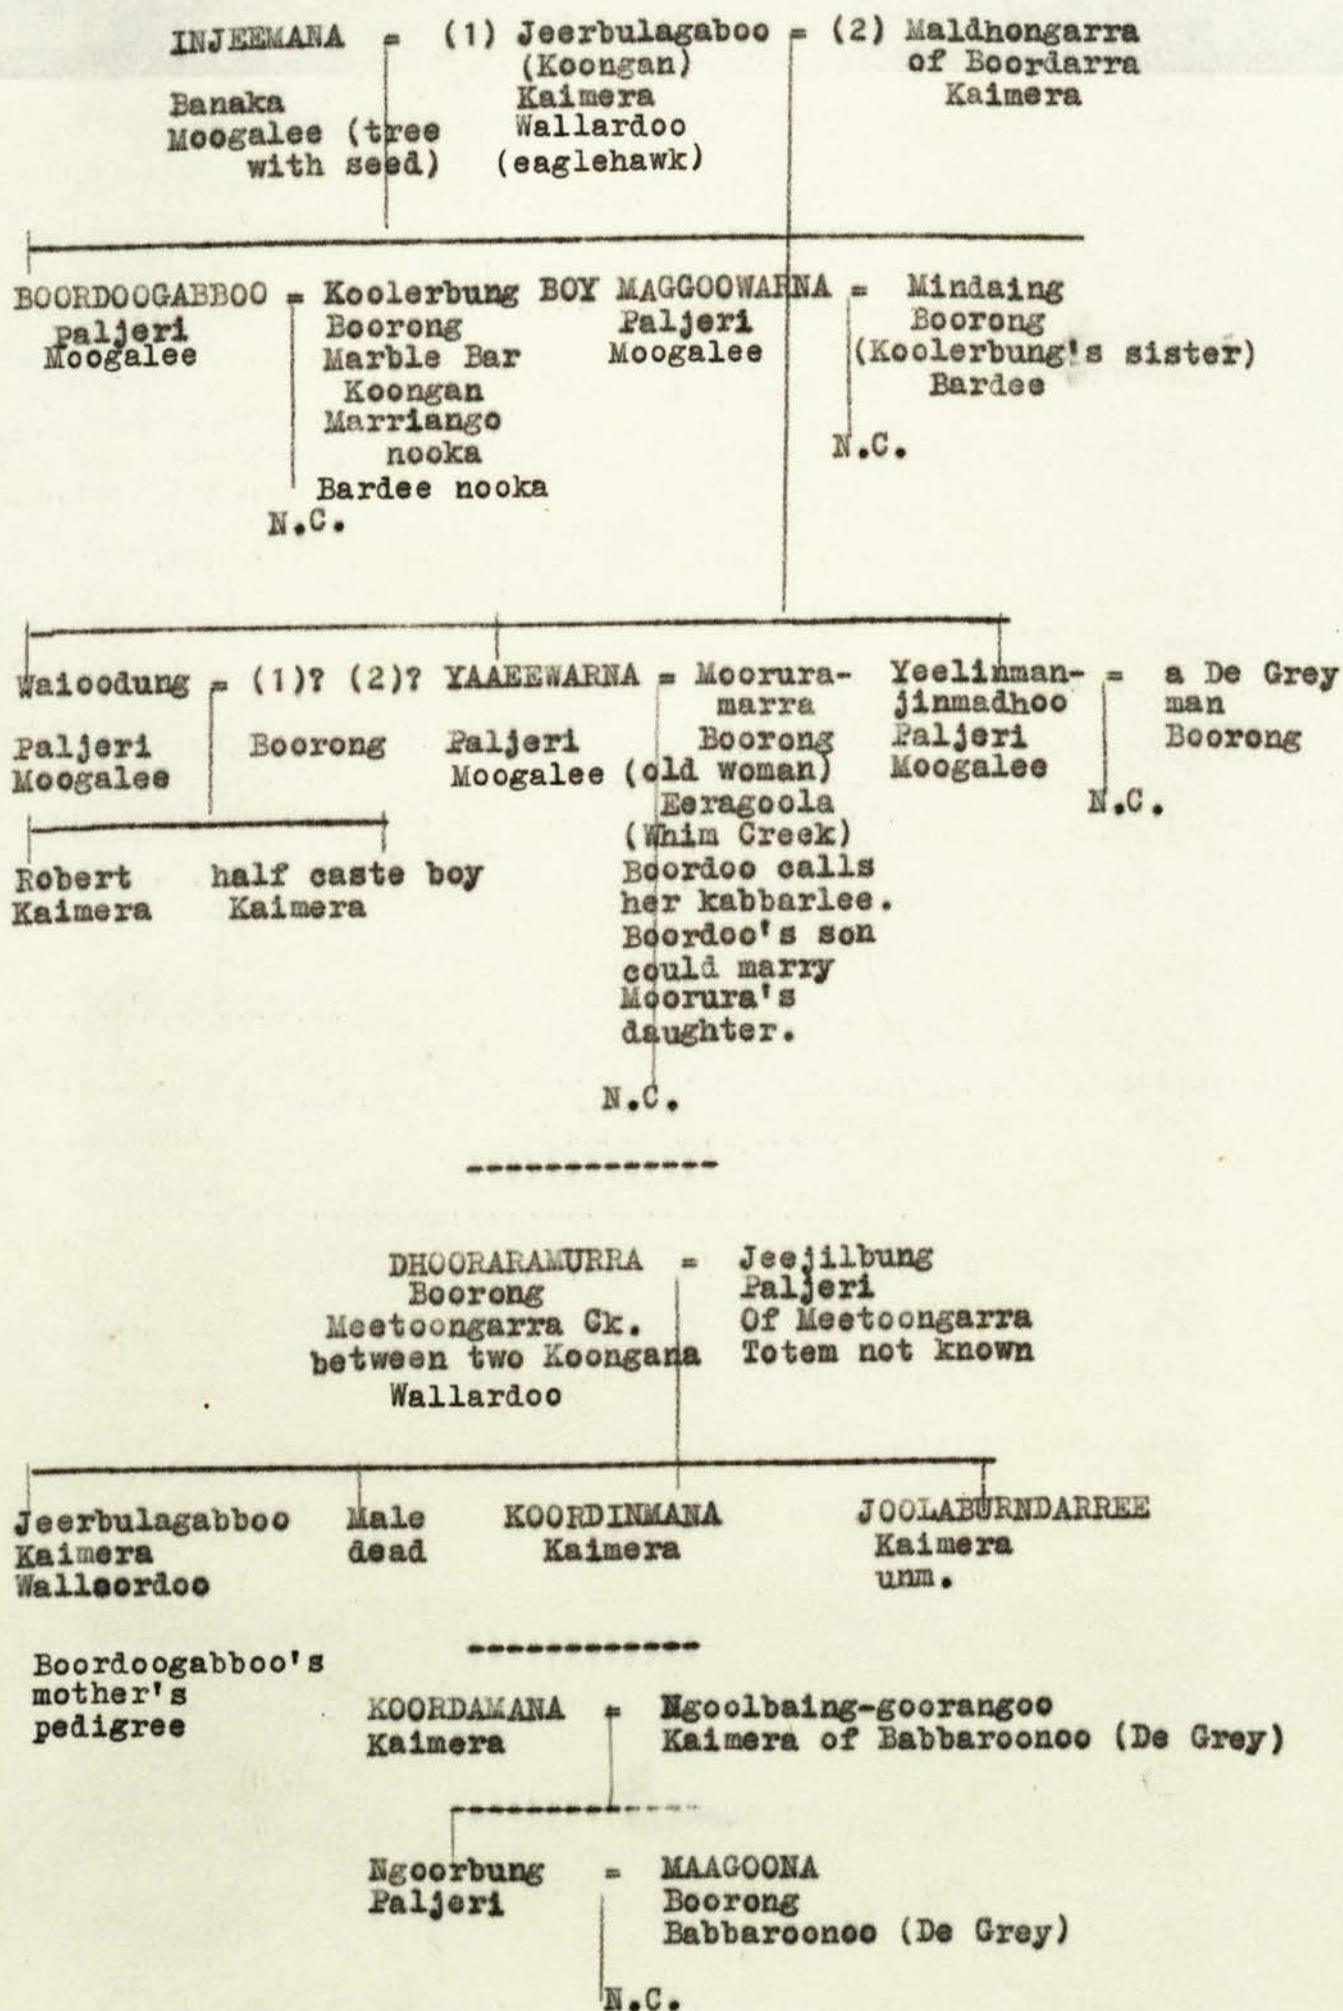 INJEEMANA = (1) Jeerbulagaboo = (2) Maldhongarra
(Koongan) of Boordarra
Banaka Kaimera Kaimera
Moogalee (tree Wallardoo
with seed) (eaglehawk)
BOORDOOGABBOO = Koolerbung BOY MAGGOOWARNA = Mindaing
Paljeri Boorong Paljeri Boorong
Moogalee Marble Bar Moogalee (Koolerbung's sister)
Koongan Bardee
Marriango
nooka N.C.
Bardee nooka
N.C.
Waioodung = (1)? (2)? YAAEEWARNA = Moorura- Yeelinman- = a De Grey
marra jinmadhoo man
Paljeri Boorong Paljeri Boorong Paljeri Boorong
Moogalee Moogalee (old woman) Moogalee
Eeragoola N.C.
(Whim Creek)
Robert half caste boy Boordoo calls
Kaimera Kaimera her kabbarlee.
Boordoo's son
could marry
Moorura's
daughter.
N.C.
-------------
DHOORARAMURRA = Jeejilbung
Boorong Paljeri
Meetoongarra Ck. Of Meetoongarra
between two Koongana Totem not known
Wallardoo
Jeerbulagabboo Male KOORDINMANA JOOLABURNDARREE
Kaimera dead Kaimera Kaimera
Walloordoo unm.
------------
Boordoogabboo's
mother's
pedigree
KOORDAMANA = Ngoolbaing-goorangoo
Kaimera Kaimera of Babbaroonoo (De Grey)
Ngoorbung = MAAGOONA
Paljeri Boorong
Babbaroonoo (De Grey)
N.C.